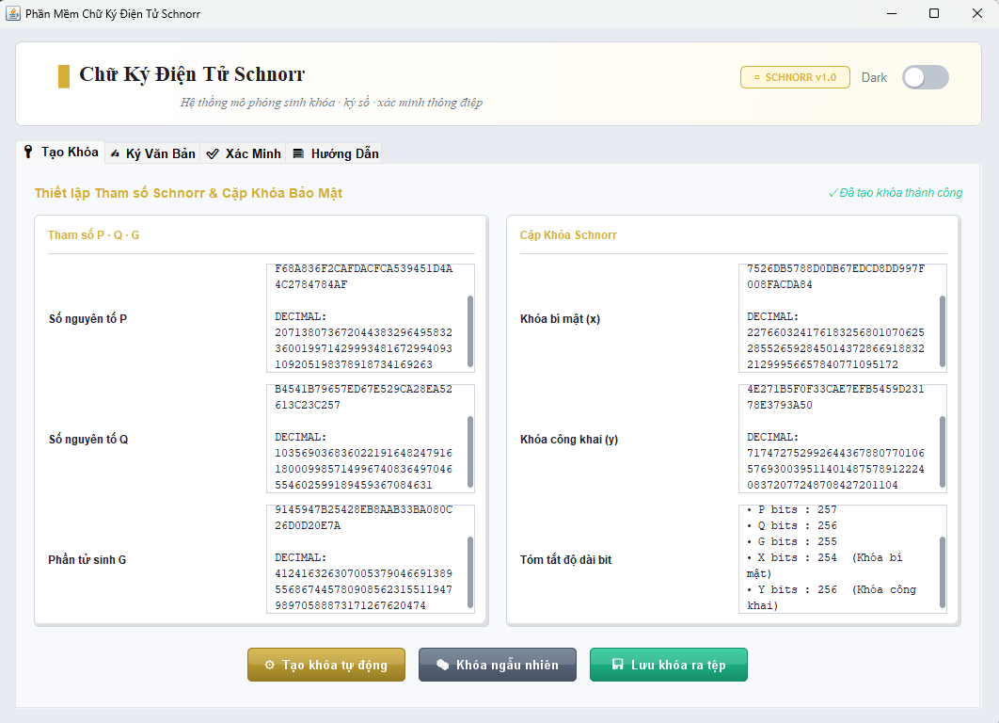 Phần Mềm Chữ Ký Điện Tử Schnorr
Chữ Ký Điện Tử Schnorr
Hệ thống mô phỏng sinh khóa · ký số · xác minh thông điệp
SCHNORR v1.0
Dark
Tạo Khóa
Ký Văn Bản
Xác Minh
Hướng Dẫn
Thiết lập Tham số Schnorr & Cặp Khóa Bảo Mật
✓Đã tạo khóa thành công
Tham số P · Q · G
Số nguyên tố P
F68A836F2CAFDACFCA539451D4A
4C2784784AF
DECIMAL:
207138073672044383296495832
360019971429993481672994093
109205198378918734169263
Số nguyên tố Q
B4541B79657ED67E529CA28EA52
613C23C257
DECIMAL:
103569036836022191648247916
180009985714996740836497046
554602599189459367084631
Phần tử sinh G
9145947B25428EB8AAB33BA080C
26D0D20E7A
DECIMAL:
412416326307005379046691389
556867445780908562315511947
98970588873171267620474
Cặp Khóa Schnorr
Khóa bí mật (x)
7526DB5788D0DB67EDCD8DD997F
008FACDA84
DECIMAL:
227660324176183256801070625
285526592845014372866918832
21299956657840771095172
Khóa công khai (y)
4E271B5F0F33CAE7EFB5459D231
78E3793A50
DECIMAL:
717472752992644367880770106
576930039511401487578912224
08372077248708427201104
Tóm tắt độ dài bit
• P bits : 257
• Q bits : 256
• G bits : 255
• X bits : 254 (Khóa bí
mật)
• Y bits : 256 (Khóa công
khai)
Tạo khóa tự động
Khóa ngẫu nhiên
Lưu khóa ra tệp